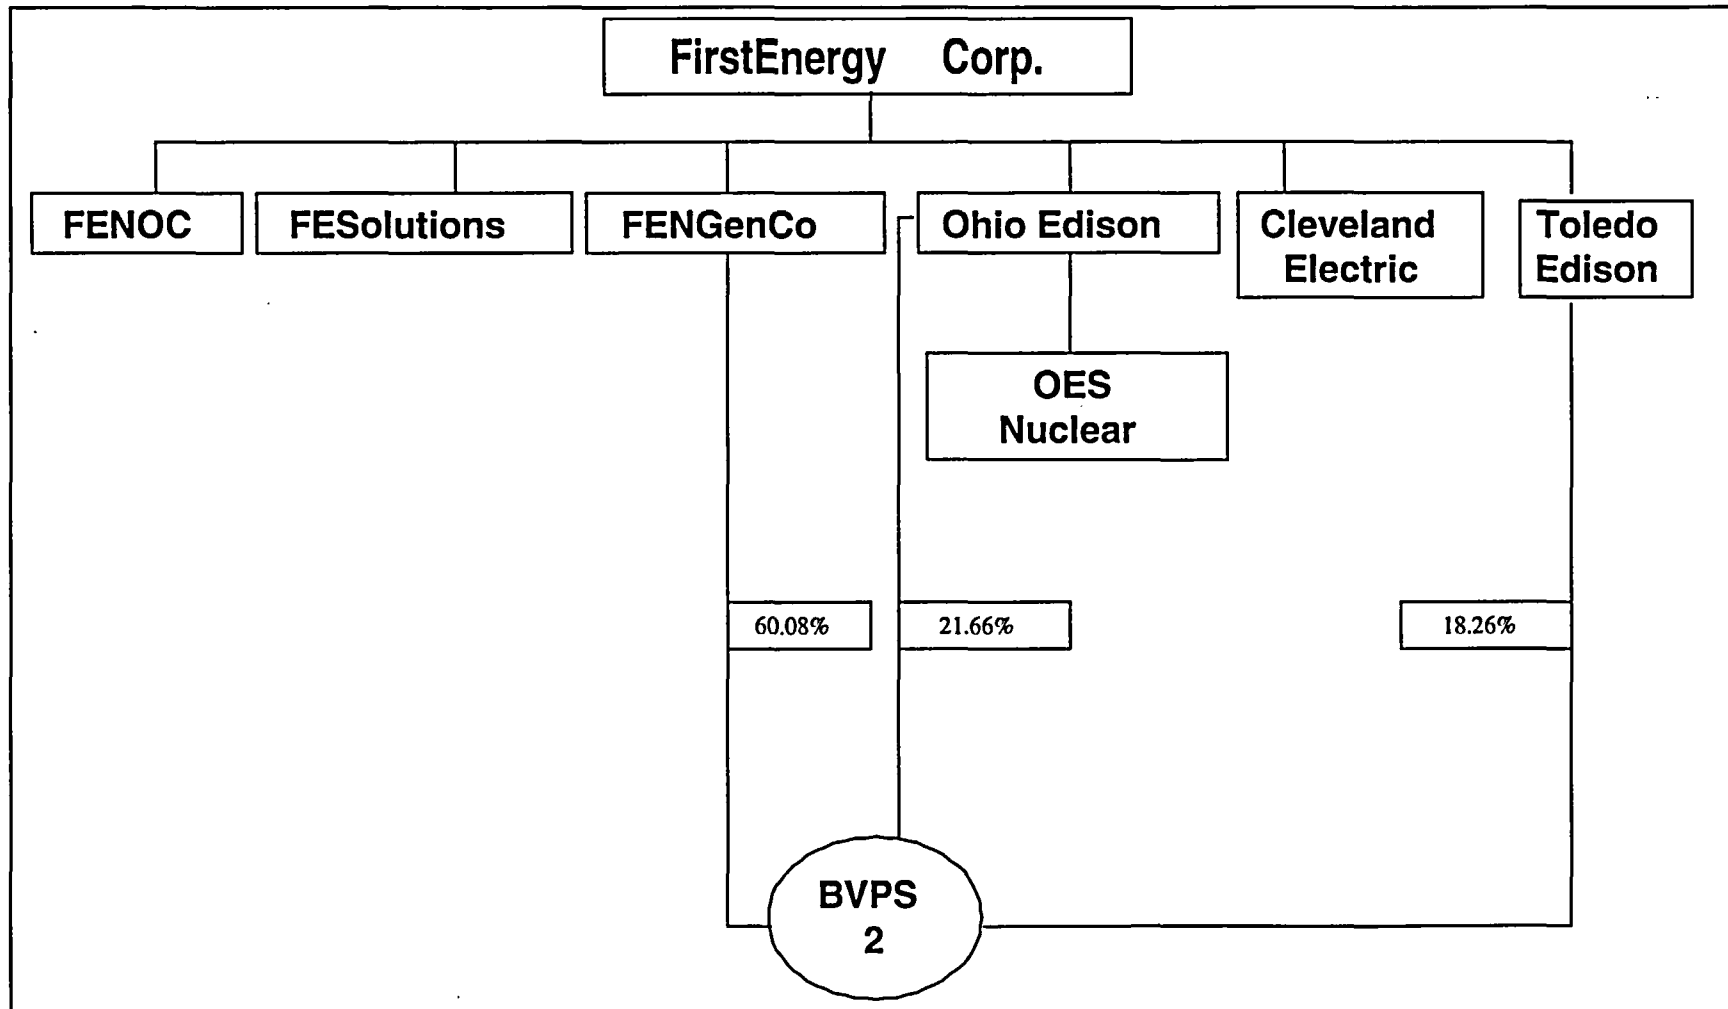 FirstEnergy Corp.
FENOC
FESolutions
FENGenCo
Ohio Edison
Cleveland
Electric
Toledo
Edison
OES
Nuclear
60.08%
21.66%
18.26%
BVPS
2